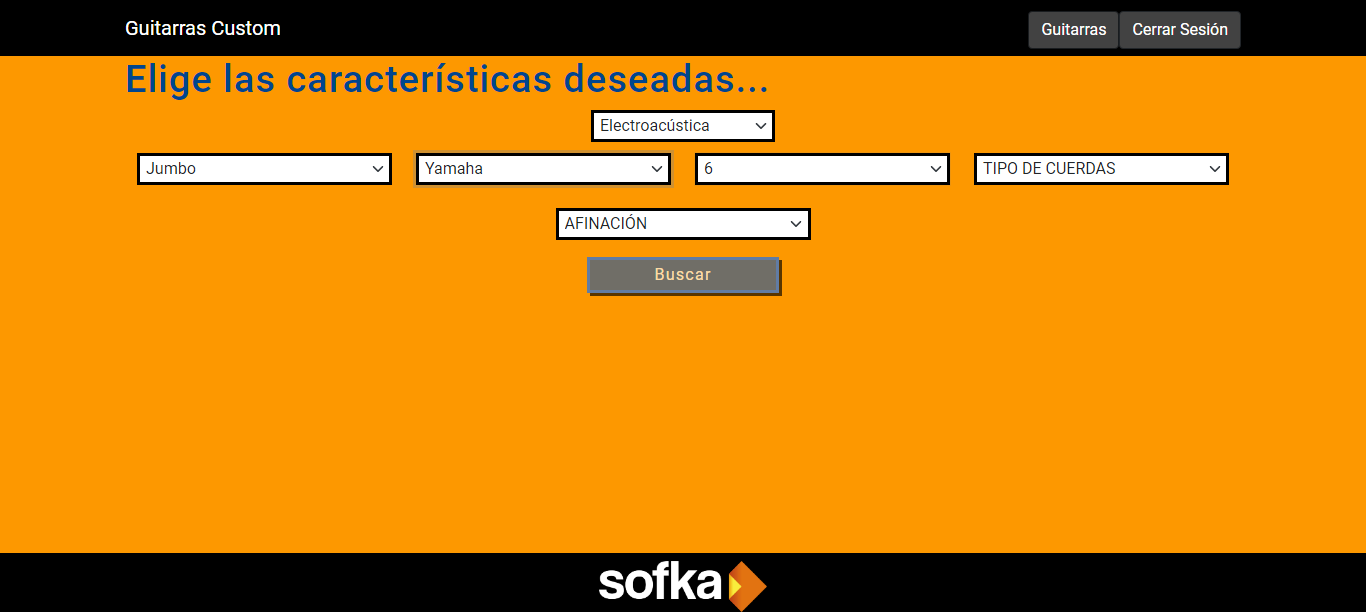 Guitarras Custom
Guitarras
Cerrar Sesión
Elige las características deseadas...
Electroacústica
Jumbo
Yamaha
6
TIPO DE CUERDAS
AFINACIÓN
Buscar
sofka